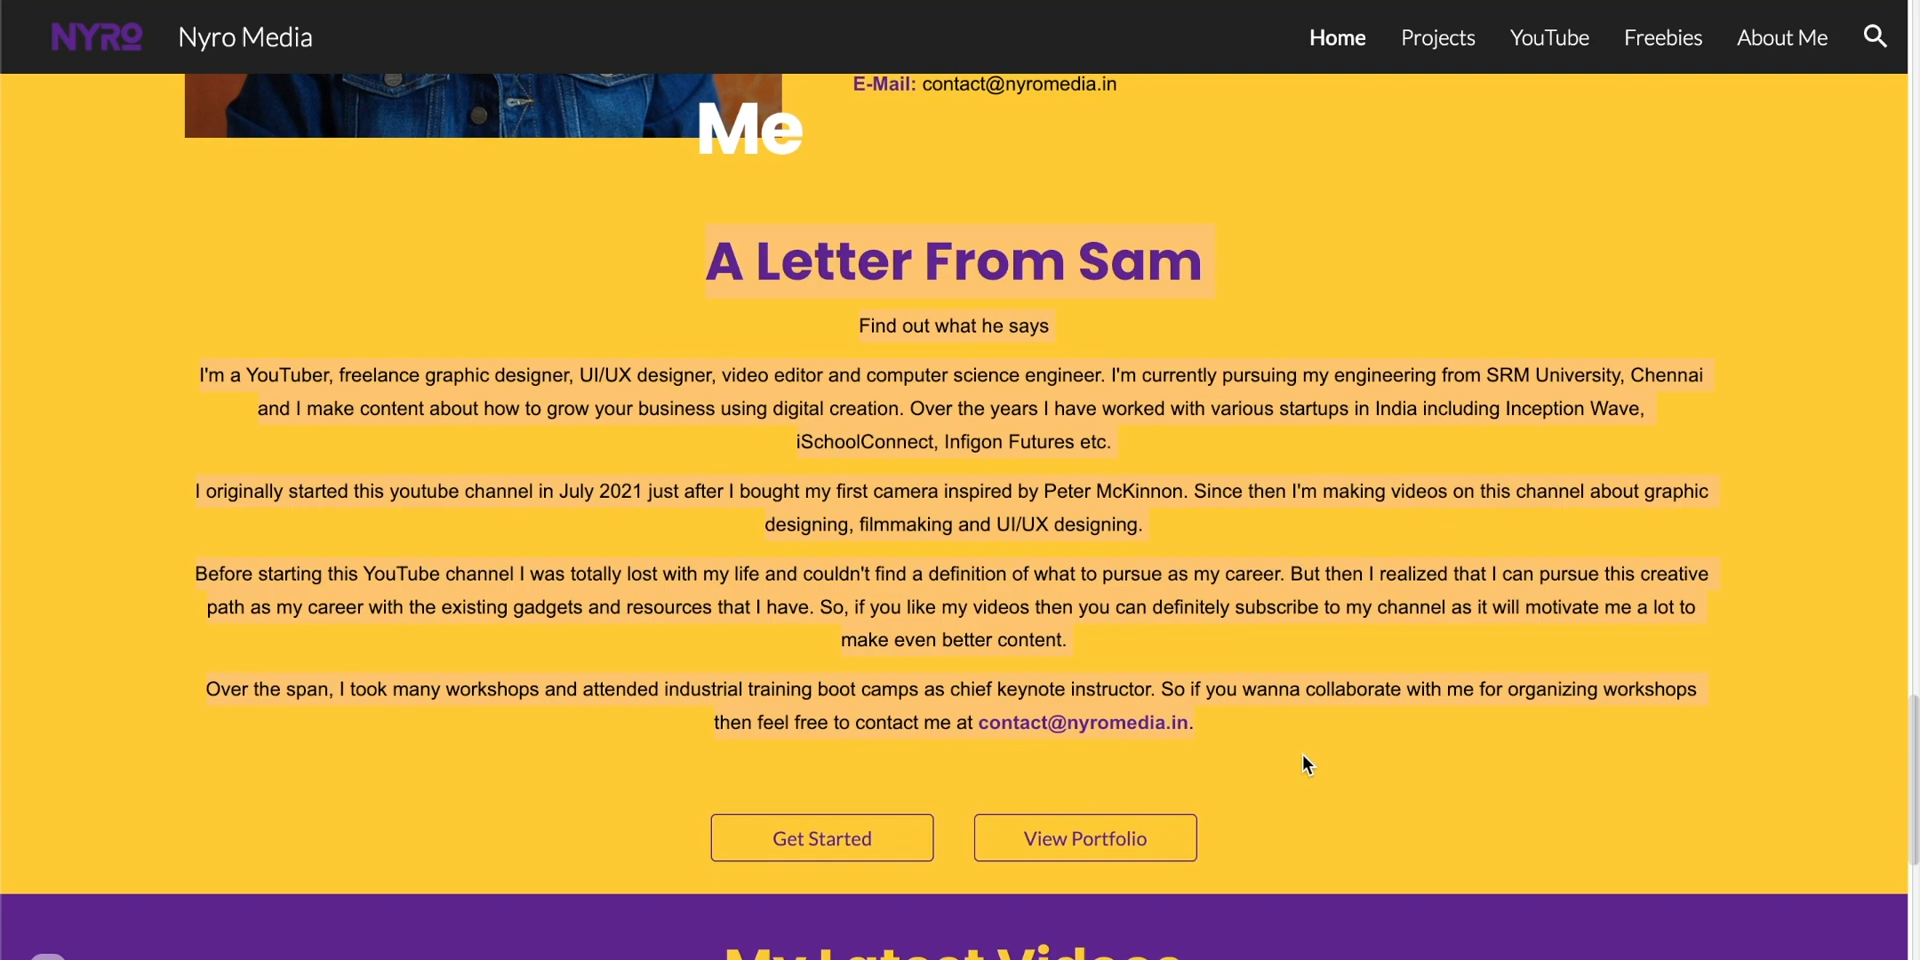 NYRO Nyro Media Home Projects YouTube Freebies About Me
E-Mail: contact@nyromedia.in
Me
A Letter From Sam
Find out what he says
I'm a YouTuber, freelance graphic designer, UI/UX designer, video editor and computer science engineer. I'm currently pursuing my engineering from SRM University, Chennai
and I make content about how to grow your business using digital creation. Over the years I have worked with various startups in India including Inception Wave,
iSchoolConnect, Infigon Futures etc.
I originally started this youtube channel in July 2021 just after I bought my first camera inspired by Peter McKinnon. Since then I'm making videos on this channel about graphic
designing, filmmaking and UI/UX designing.
Before starting this YouTube channel I was totally lost with my life and couldn't find a definition of what to pursue as my career. But then I realized that I can pursue this creative
path as my career with the existing gadgets and resources that I have. So, if you like my videos then you can definitely subscribe to my channel as it will motivate me a lot to
make even better content.
Over the span, I took many workshops and attended industrial training boot camps as chief keynote instructor. So if you wanna collaborate with me for organizing workshops
then feel free to contact me at contact@nyromedia.in.
Get Started View Portfolio
My Latest Videos